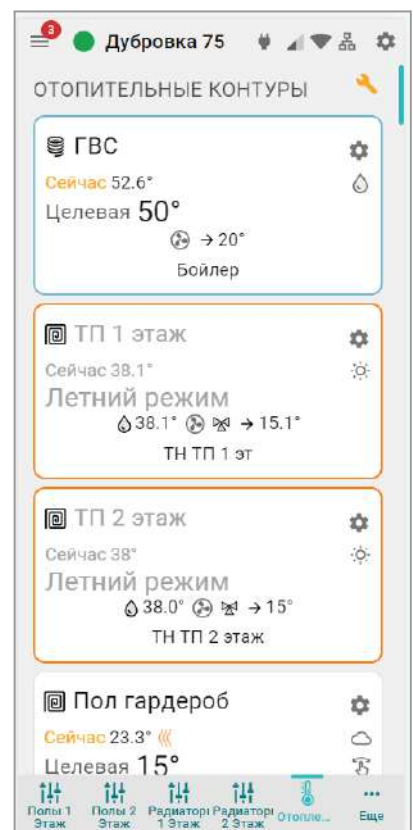 3
Дубровка 75
ОТОПИТЕЛЬНЫЕ КОНТУРЫ
ГВС
Сейчас 52.6°
Целевая 50°
→ 20°
Бойлер
ТП 1 этаж
Сейчас 38.1°
Летний режим
38.1° → 15.1°
ТН ТП 1 эт
ТП 2 этаж
Сейчас 38°
Летний режим
38.0° → 15°
ТН ТП 2 этаж
Пол гардероб
Сейчас 23.3°
Целевая 15°
Полы 1 Полы 2 Радиаторі Радиаторі Отопле... Еще
Этаж Этаж 1 Этаж 2 Этаж